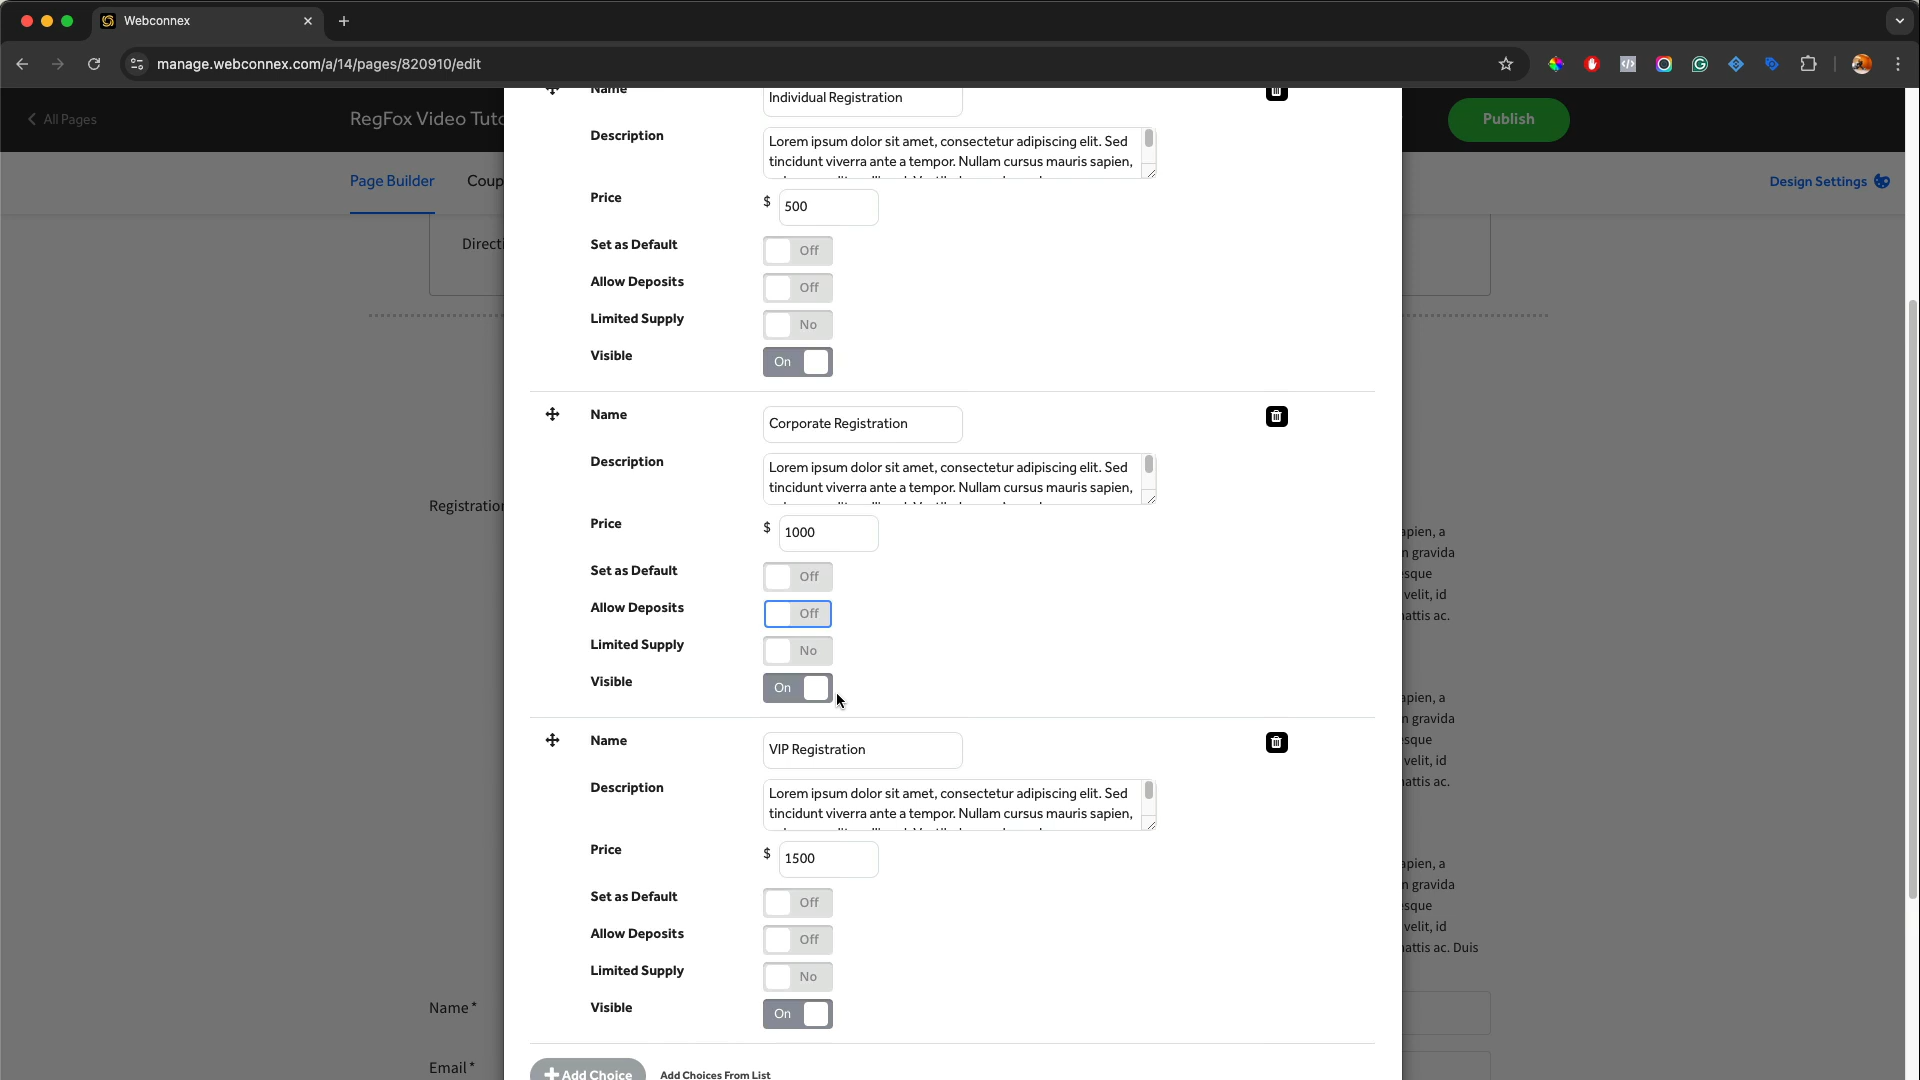 Webconnex
manage.webconnex.com/a/14/pages/820910/edit
All Pages
RegFox Video Tuto
Publish
Page Builder
Coup
Design Settings
Directi
Name
Individual Registration
Description
Lorem ipsum dolor sit amet, consectetur adipiscing elit. Sed
tincidunt viverra ante a tempor. Nullam cursus mauris sapien,
Price
$
500
Set as Default
Off
Allow Deposits
Off
Limited Supply
No
Visible
On
Name
Corporate Registration
Description
Lorem ipsum dolor sit amet, consectetur adipiscing elit. Sed
tincidunt viverra ante a tempor. Nullam cursus mauris sapien,
Price
$
1000
Set as Default
Off
Allow Deposits
Off
Limited Supply
No
Visible
On
Name
VIP Registration
Description
Lorem ipsum dolor sit amet, consectetur adipiscing elit. Sed
tincidunt viverra ante a tempor. Nullam cursus mauris sapien,
Price
$
1500
Set as Default
Off
Allow Deposits
Off
Limited Supply
No
Visible
On
Add Choice
Add Choices From List
Registration
apien, a
n gravida
esque
velit, id
nattis ac.
apien, a
n gravida
esque
velit, id
nattis ac.
apien, a
n gravida
esque
velit, id
nattis ac. Duis
Name *
Email *